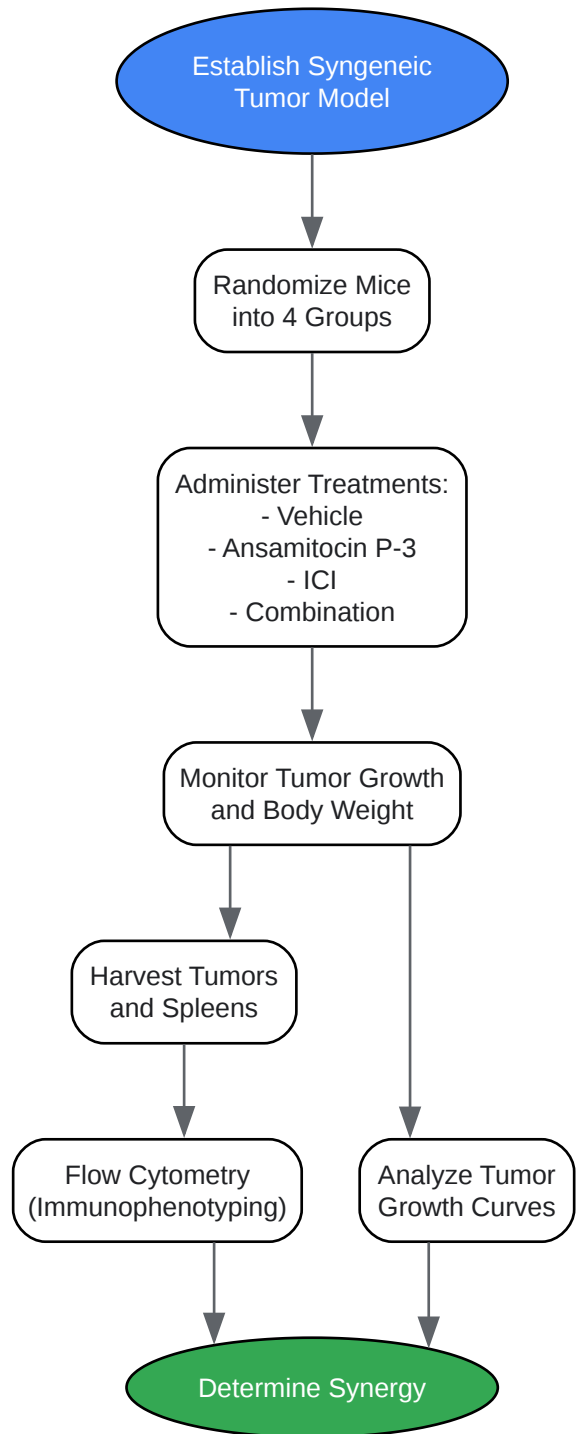 Establish Syngeneic
Tumor Model
Randomize Mice
into 4 Groups
Administer Treatments:
- Vehicle
- Ansamitocin P-3
- ICI
- Combination
Monitor Tumor Growth
and Body Weight
Harvest Tumors
and Spleens
Flow Cytometry
(Immunophenotyping)
Analyze Tumor
Growth Curves
Determine Synergy